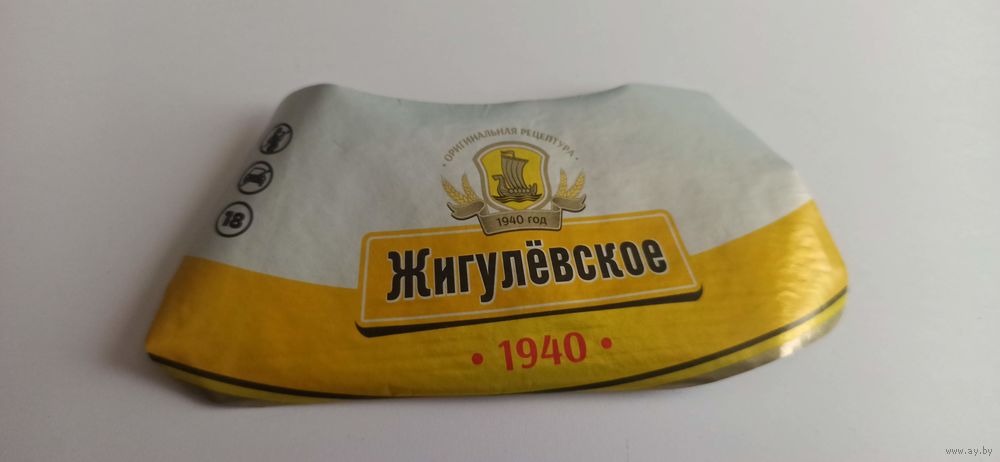 ОРИГИНАЛЬНАЯ РЕЦЕПТУРА
1940 год
18
Жигулёвское
• 1940 •
www.ay.by